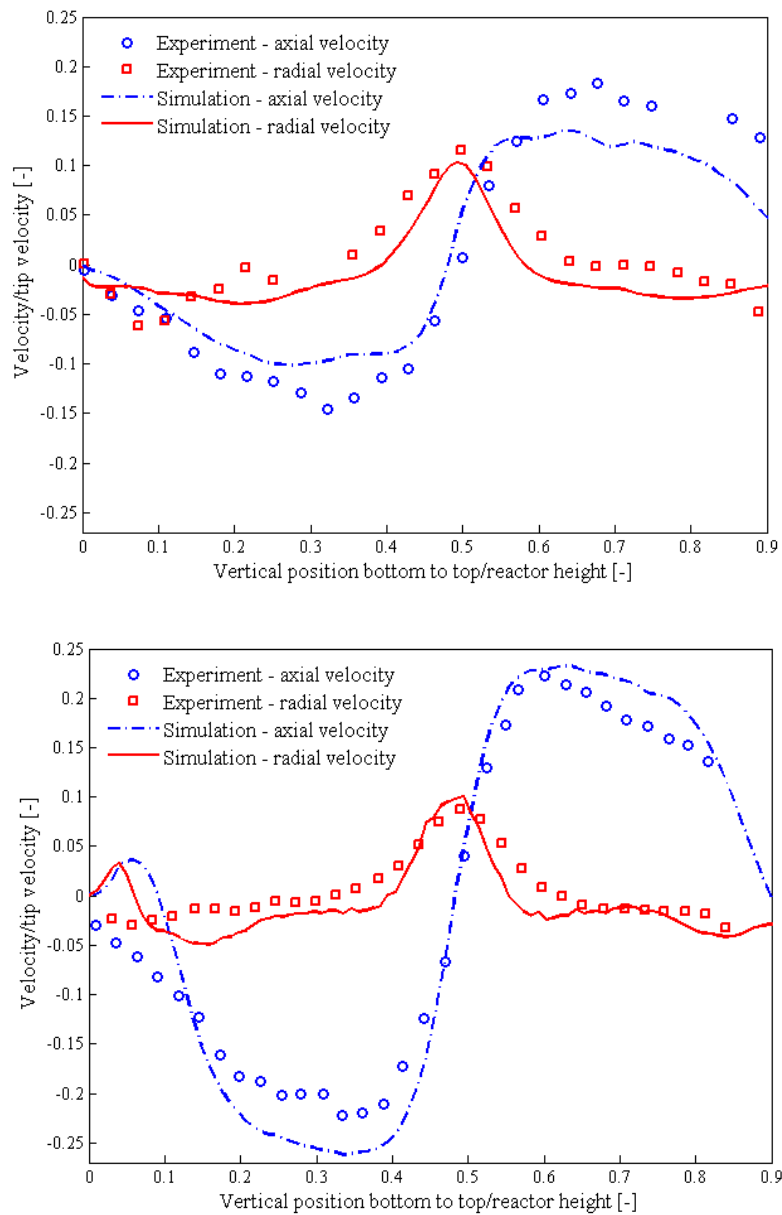 0.25
Experiment - axial velocity
0.2
Experiment - radial velocity
Simulation - axial velocity
0.15
Simulation - radial velocity
0.1
0.05
0
-0.05
-0.1
-0.15
-0.2
-0.25
Velocity/tip velocity [-]
0 0.1 0.2 0.3 0.4 0.5 0.6 0.7 0.8 0.9
Vertical position bottom to top/reactor height [-]
0.25
Experiment - axial velocity
0.2
Experiment - radial velocity
Simulation - axial velocity
0.15
Simulation - radial velocity
0.1
0.05
0
-0.05
-0.1
-0.15
-0.2
-0.25
Velocity/tip velocity [-]
0 0.1 0.2 0.3 0.4 0.5 0.6 0.7 0.8 0.9
Vertical position bottom to top/reactor height [-]